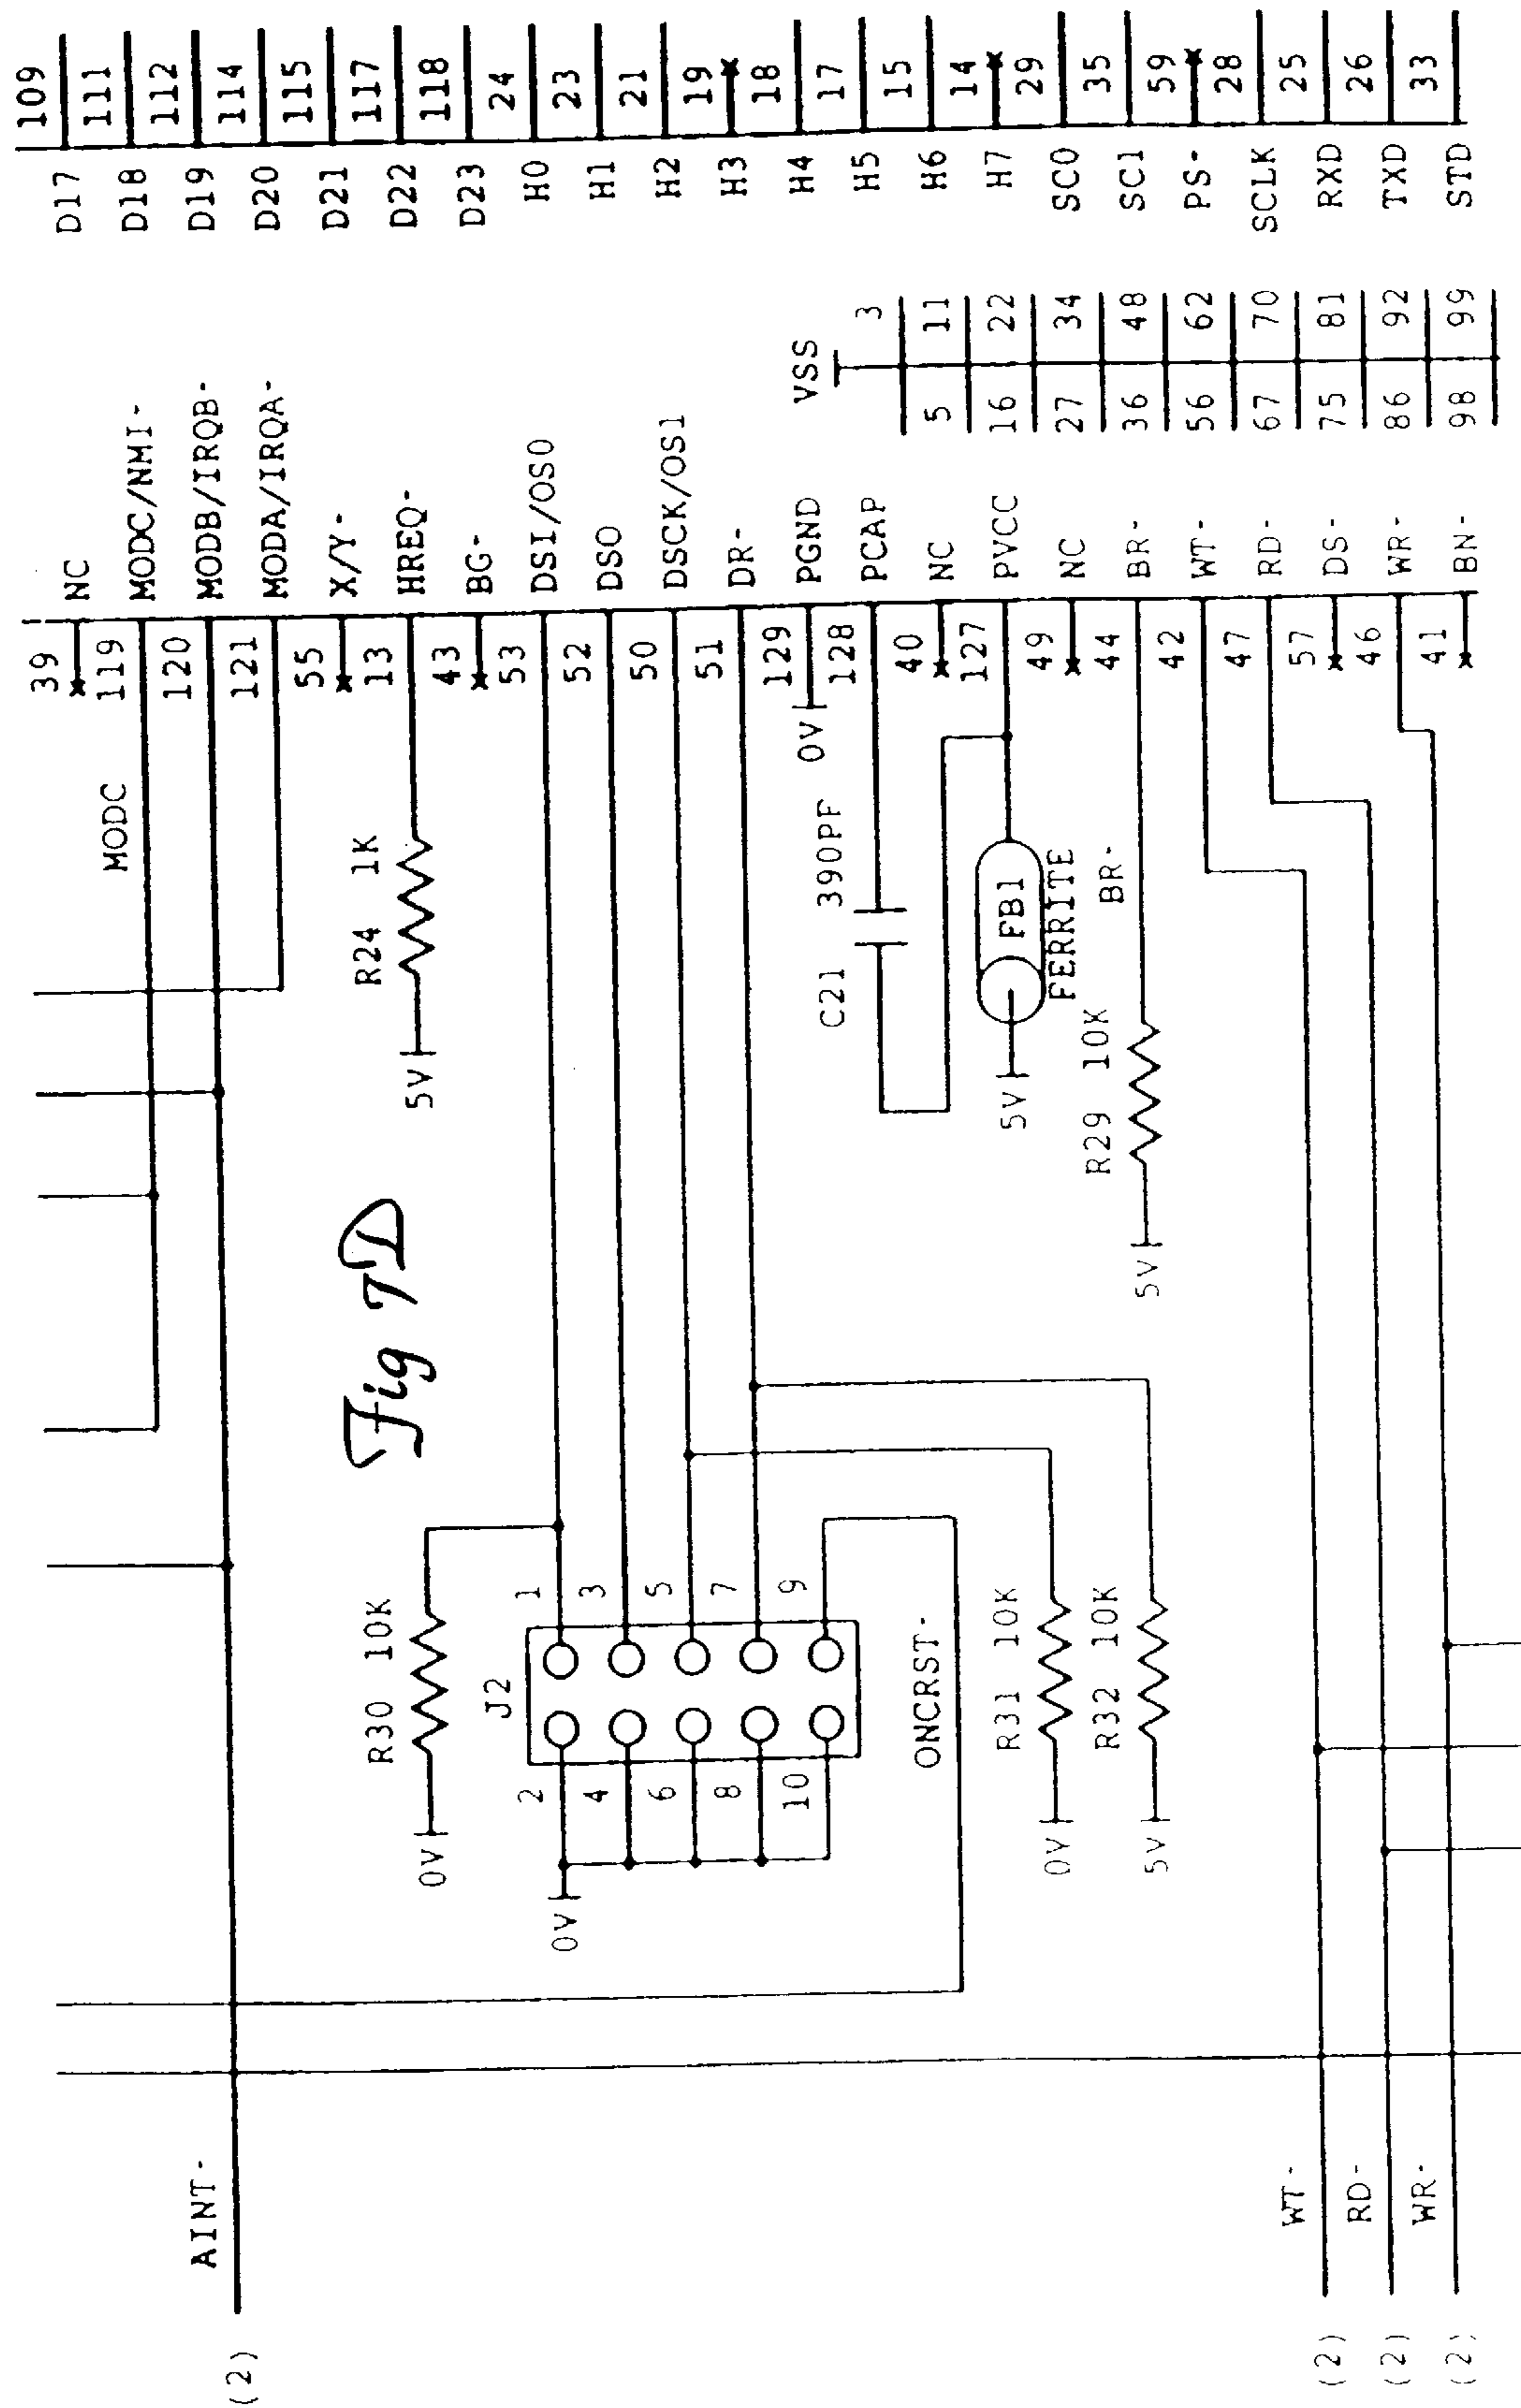 39 109
NC D17
MODC 119 111
MODC/NMI- D18
120 112
AINT- MODB/IRQB- D19
(2) 121 114
MODA/IRQA- D20
55 115
X/Y- D21
R30 10K Fig 7D R24 1K 13 117
5V HREQ- D22
0V 43 118
BG- D23
J2 53 24
2 1 DSI/OS0 H0
0V 52 23
4 3 DSO H1
50 21
6 5 DSCK/OS1 H2
51 19
8 7 DR- H3
129 18
10 9 0V PGND VSS H4
C21 390PF 128 17
PCAP 3 H5
40 15
ONCRST- NC 5 11 H6
127 14
5V FB1 PVCC 16 22 H7
R31 10K 49 29
0V FERRITE NC 27 34 SC0
R32 10K R29 10K BR- 44 35
5V 5V BR- 36 48 SC1
42 59
WT- 56 62 PS-
47 28
RD- 67 70 SCLK
WT- 57 25
(2) DS- 75 81 RXD
RD- 46 26
(2) WR- 86 92 TXD
WR- 41 33
(2) BN- 98 99 STD